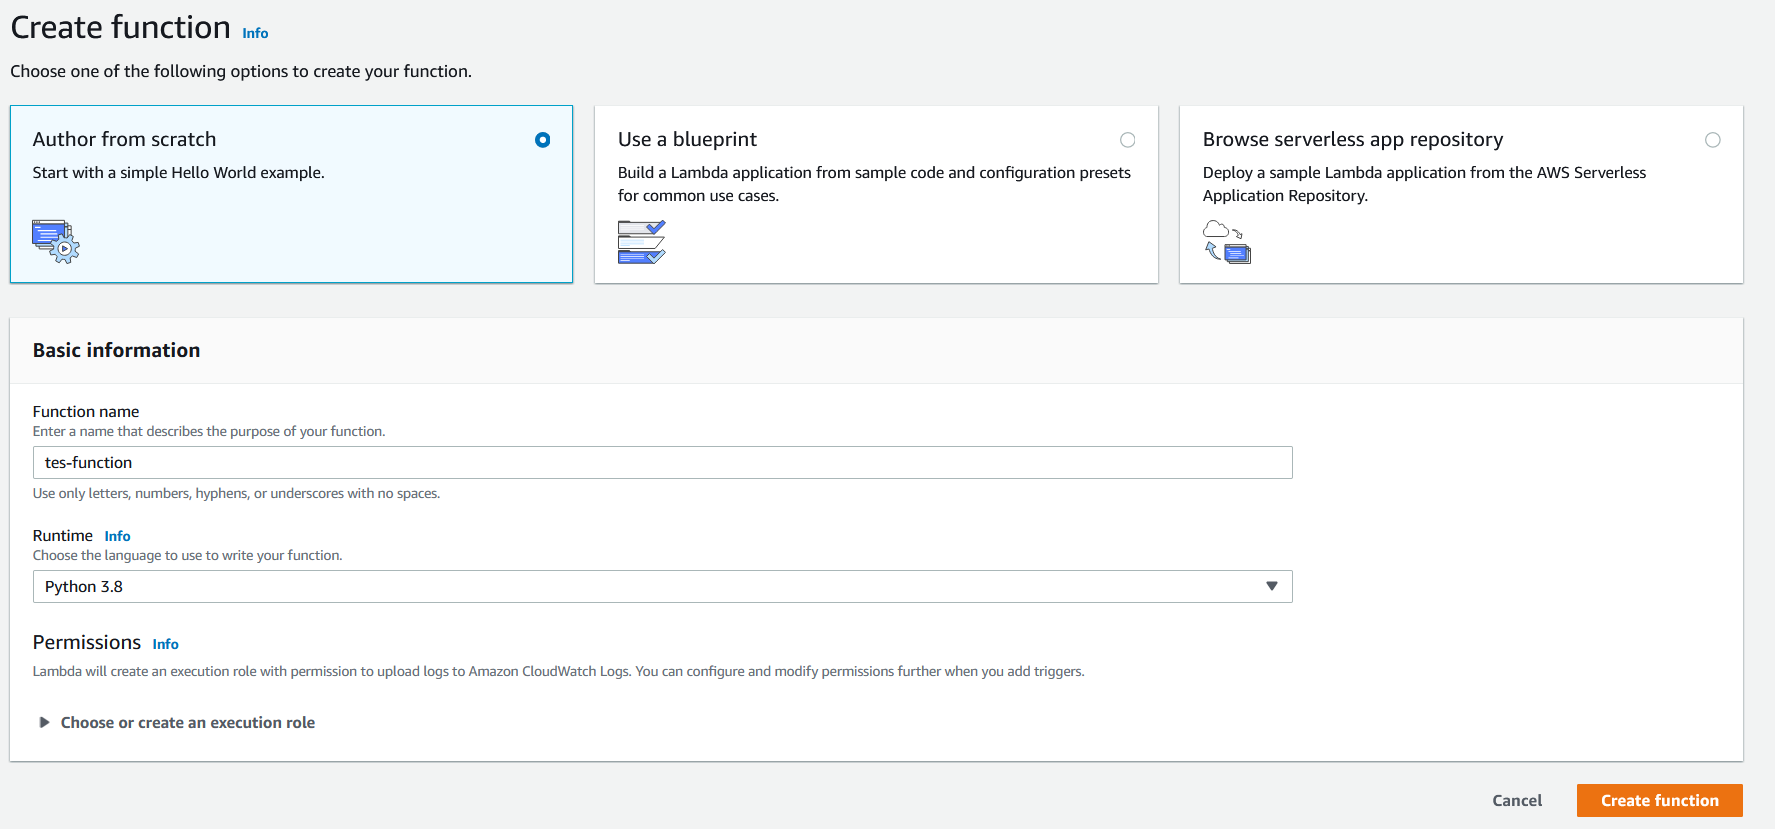 Create function Info
Choose one of the following options to create your function.
Author from scratch
Start with a simple Hello World example.
Use a blueprint
Build a Lambda application from sample code and configuration presets
for common use cases.
Browse serverless app repository
Deploy a sample Lambda application from the AWS Serverless
Application Repository.
Basic information
Function name
Enter a name that describes the purpose of your function.
tes-function
Use only letters, numbers, hyphens, or underscores with no spaces.
Runtime Info
Choose the language to use to write your function.
Python 3.8
Permissions Info
Lambda will create an execution role with permission to upload logs to Amazon CloudWatch Logs. You can configure and modify permissions further when you add triggers.
Choose or create an execution role
Cancel
Create function